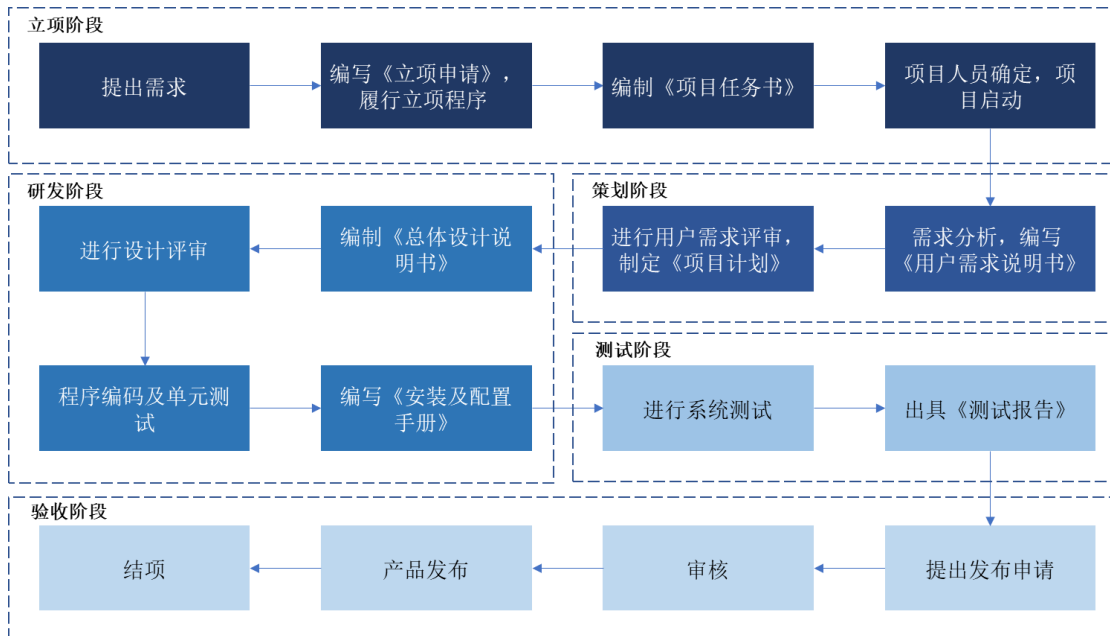 立项阶段
提出需求
编写《立项申请》，
履行立项程序
编制《项目任务书》
项目人员确定，项
目启动
策划阶段
需求分析，编写
《用户需求说明书》
进行用户需求评审，
制定《项目计划》
研发阶段
编制《总体设计说
明书》
进行设计评审
程序编码及单元测
试
编写《安装及配置
手册》
测试阶段
进行系统测试
出具《测试报告》
验收阶段
提出发布申请
审核
产品发布
结项